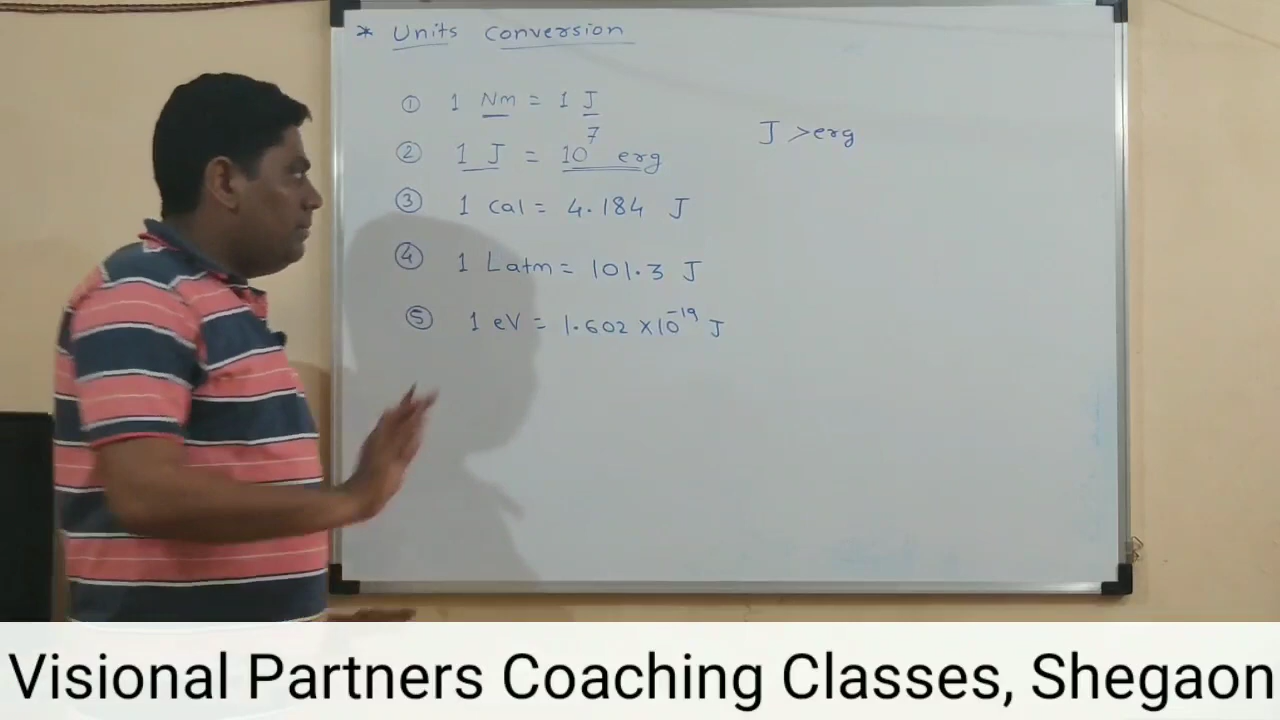 * Units Conversion
① 1 Nm = 1 J
② 1 J = 10⁷ erg
J > erg
③ 1 Cal = 4.184 J
④ 1 Latm = 101.3 J
⑤ 1 eV = 1.602 ×10⁻¹⁹ J
Visional Partners Coaching Classes, Shegaon